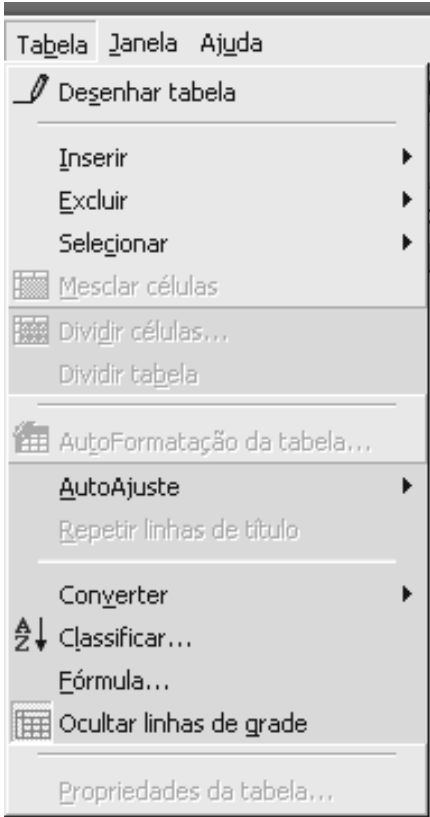 Tabela Janela Ajuda
Desenhar tabela
Inserir
Excluir
Selecionar
Mesclar células
Dividir células...
Dividir tabela
AutoFormatação da tabela...
AutoAjuste
Repetir linhas de título
Converter
AZ Classificar...
Fórmula...
Ocultar linhas de grade
Propriedades da tabela...